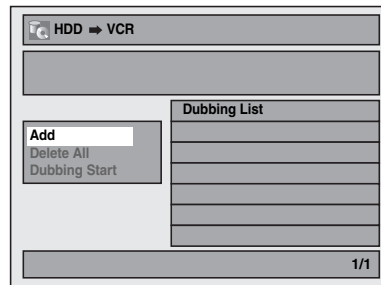 HDD ➡ VCR
Dubbing List
Add
Delete All
Dubbing Start
1/1